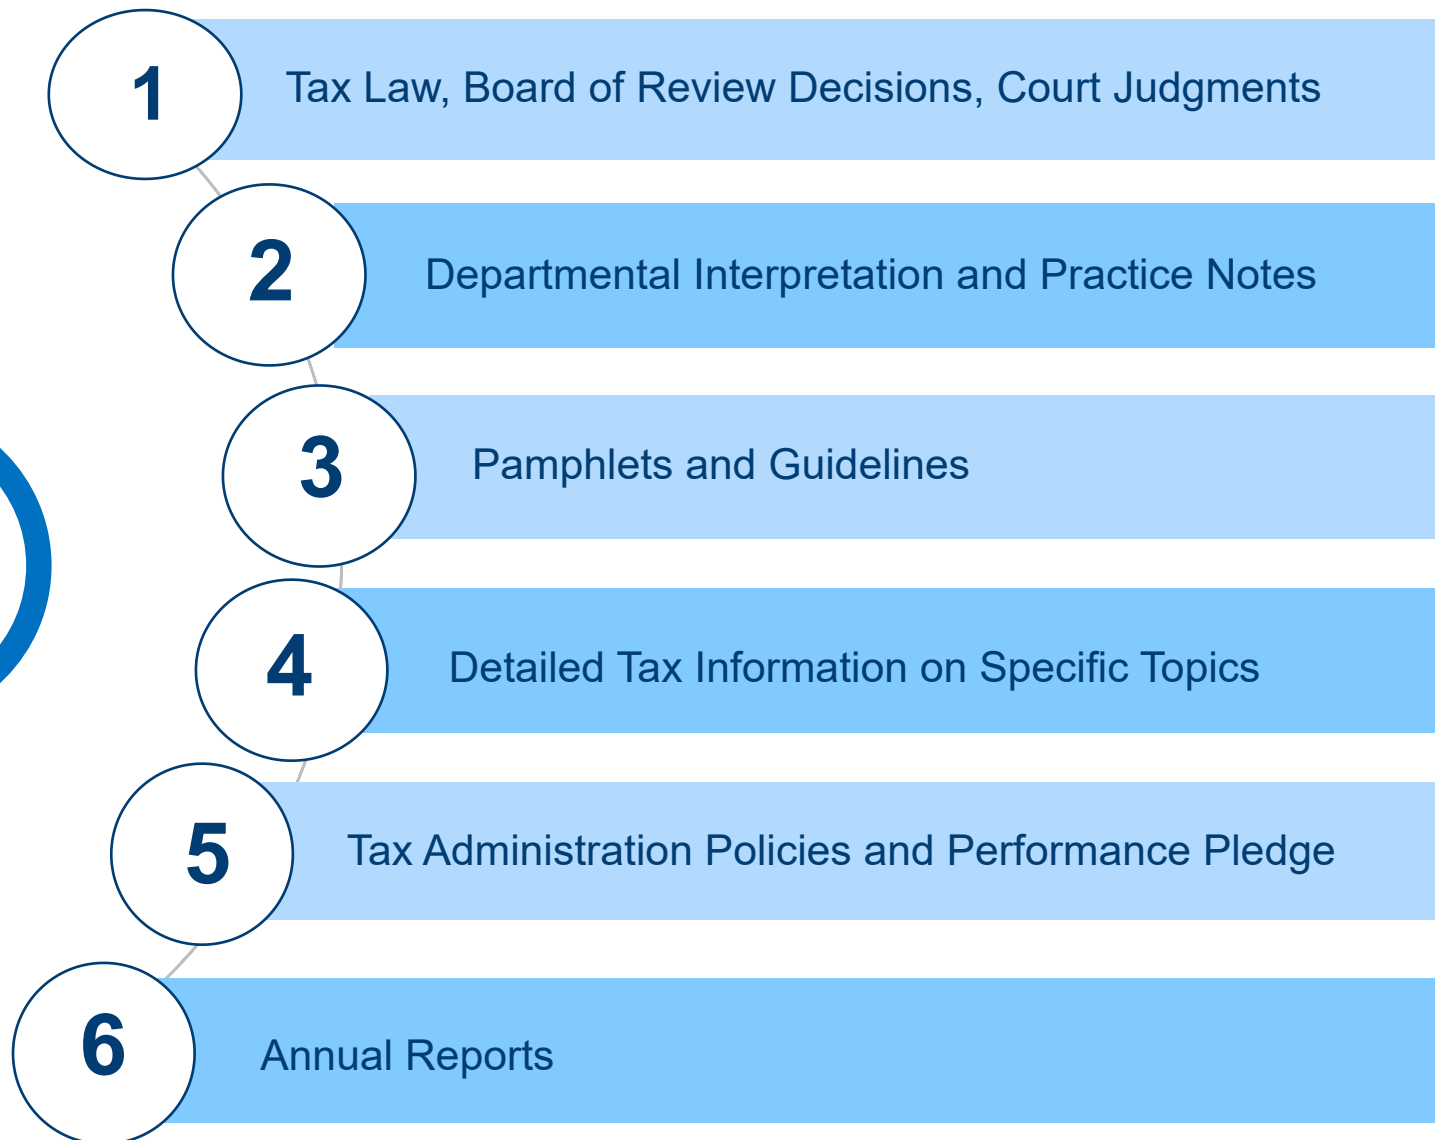 1
Tax Law, Board of Review Decisions, Court Judgments
2
Departmental Interpretation and Practice Notes
3
Pamphlets and Guidelines
4
Detailed Tax Information on Specific Topics
5
Tax Administration Policies and Performance Pledge
6
Annual Reports